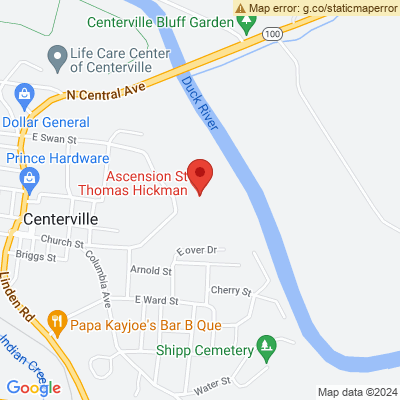 Map error: g.co/staticmaperror
Centerville Bluff Garden
100
Life Care Center
of Centerville
N Central Ave
Duck River
Dollar General
E Swan St
Prince Hardware
Ascension St
Thomas Hickman
Centerville
Church St
Briggs St
E over Dr
Arnold St
Columbia Ave
Linden Rd
Cherry St
E Ward St
Papa Kayjoe's Bar B Que
Shipp Cemetery
Indian Creek
Water St
Google
Map data ©2024